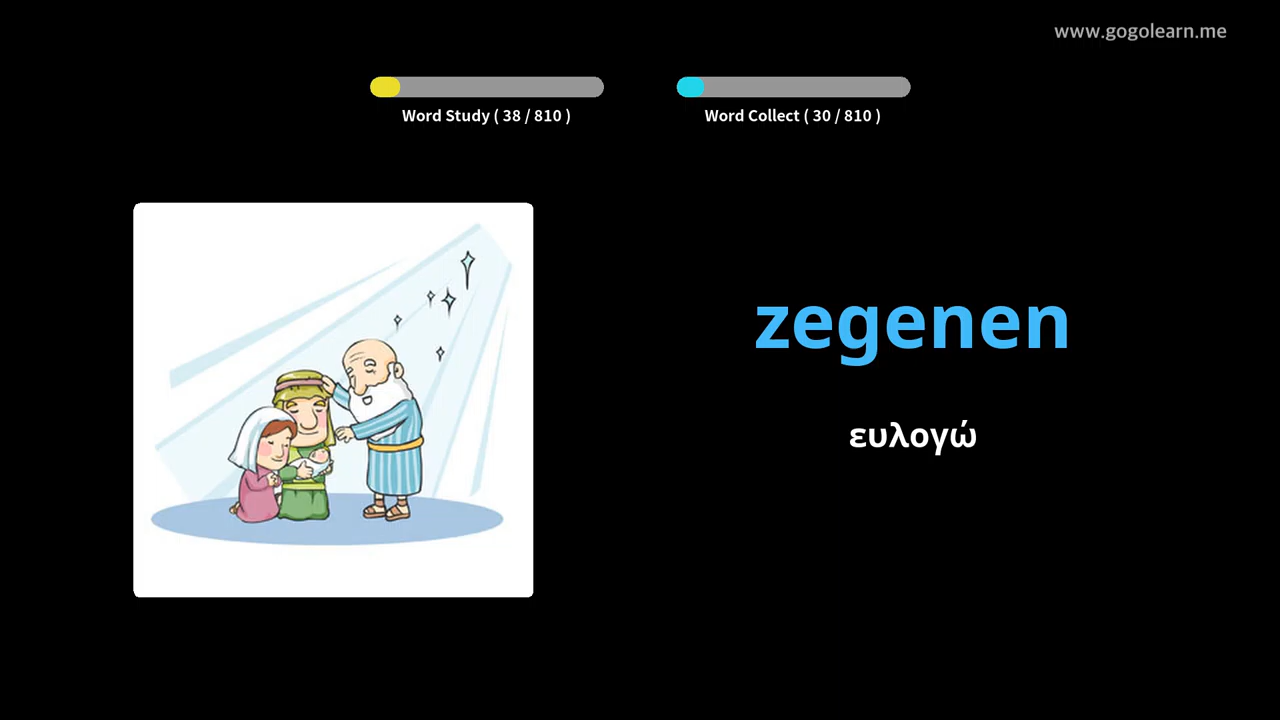 www.gogolearn.me
Word Study ( 38 / 810 )
Word Collect ( 30 / 810 )
zegenen
ευλογώ